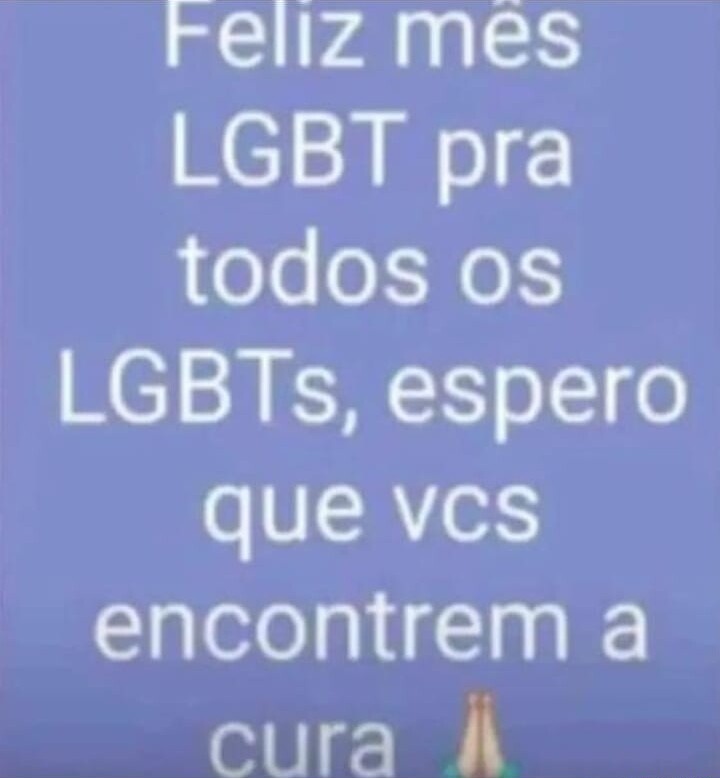 Feliz mês
LGBT pra
todos os
LGBTs, espero
que vcs
encontrem a
cura 🙏🏼